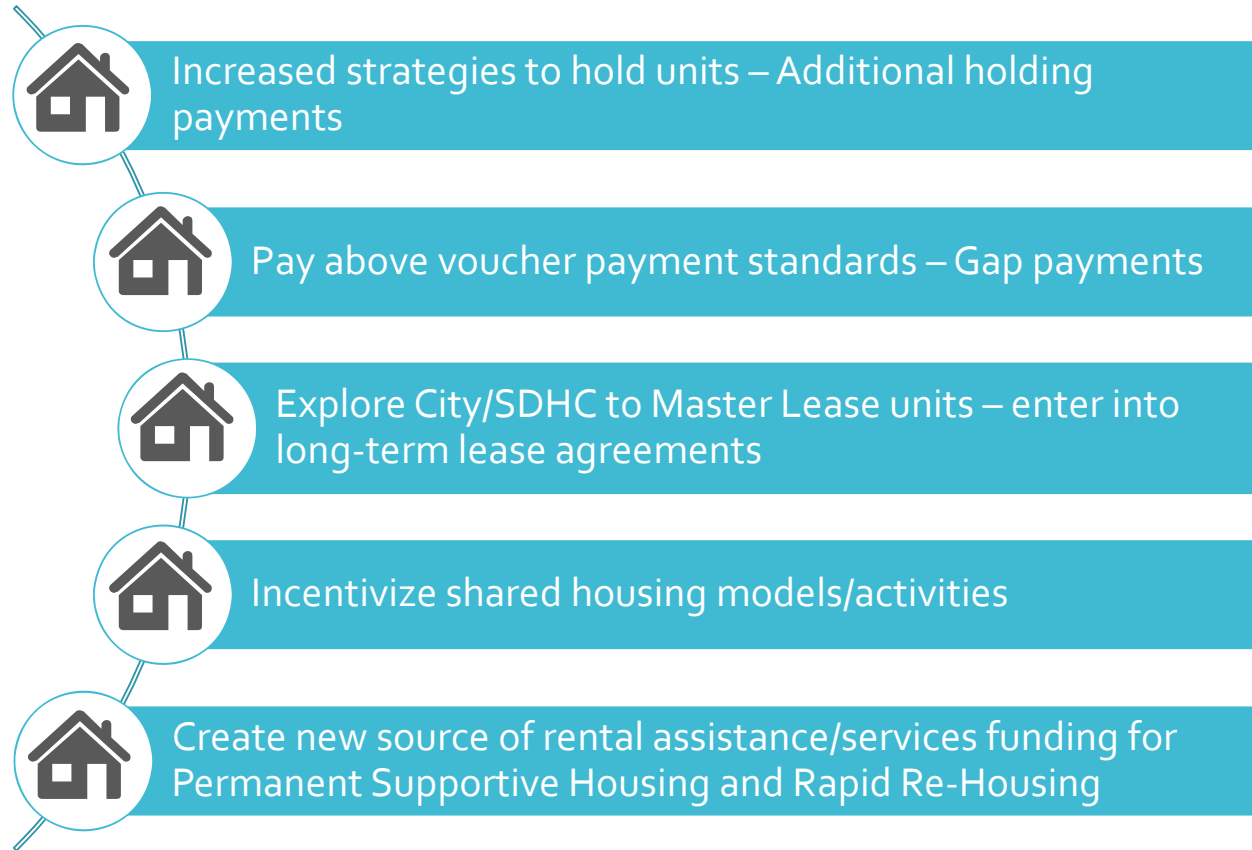 Increased strategies to hold units – Additional holding
payments
Pay above voucher payment standards – Gap payments
Explore City/SDHC to Master Lease units – enter into
long-term lease agreements
Incentivize shared housing models/activities
Create new source of rental assistance/services funding for
Permanent Supportive Housing and Rapid Re-Housing